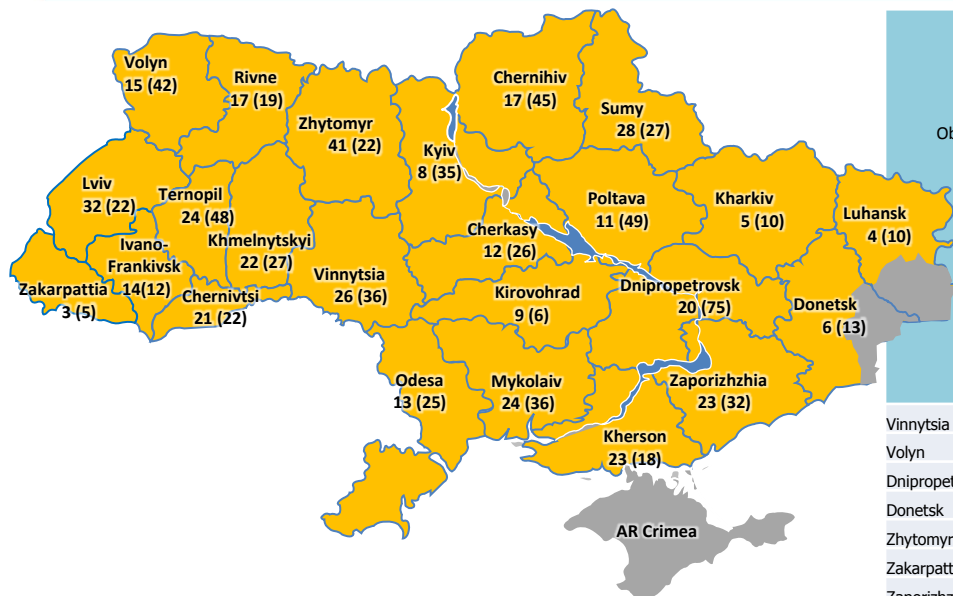 Volyn
15 (42)
Rivne
17 (19)
Zhytomyr
41 (22)
Kyiv
8 (35)
Chernihiv
17 (45)
Sumy
28 (27)
Lviv
32 (22)
Ternopil
24 (48)
Khmelnytskyi
22 (27)
Ivano-
Frankivsk
14(12)
Zakarpattia
3 (5)
Chernivtsi
21 (22)
Vinnytsia
26 (36)
Cherkasy
12 (26)
Poltava
11 (49)
Kharkiv
5 (10)
Luhansk
4 (10)
Kirovohrad
9 (6)
Dnipropetrovsk
20 (75)
Donetsk
6 (13)
Odesa
13 (25)
Mykolaiv
24 (36)
Zaporizhzhia
23 (32)
Kherson
23 (18)
AR Crimea
Ob
Vinnytsia
Volyn
Dnipropet
Donetsk
Zhytomyr
Zakarpatt